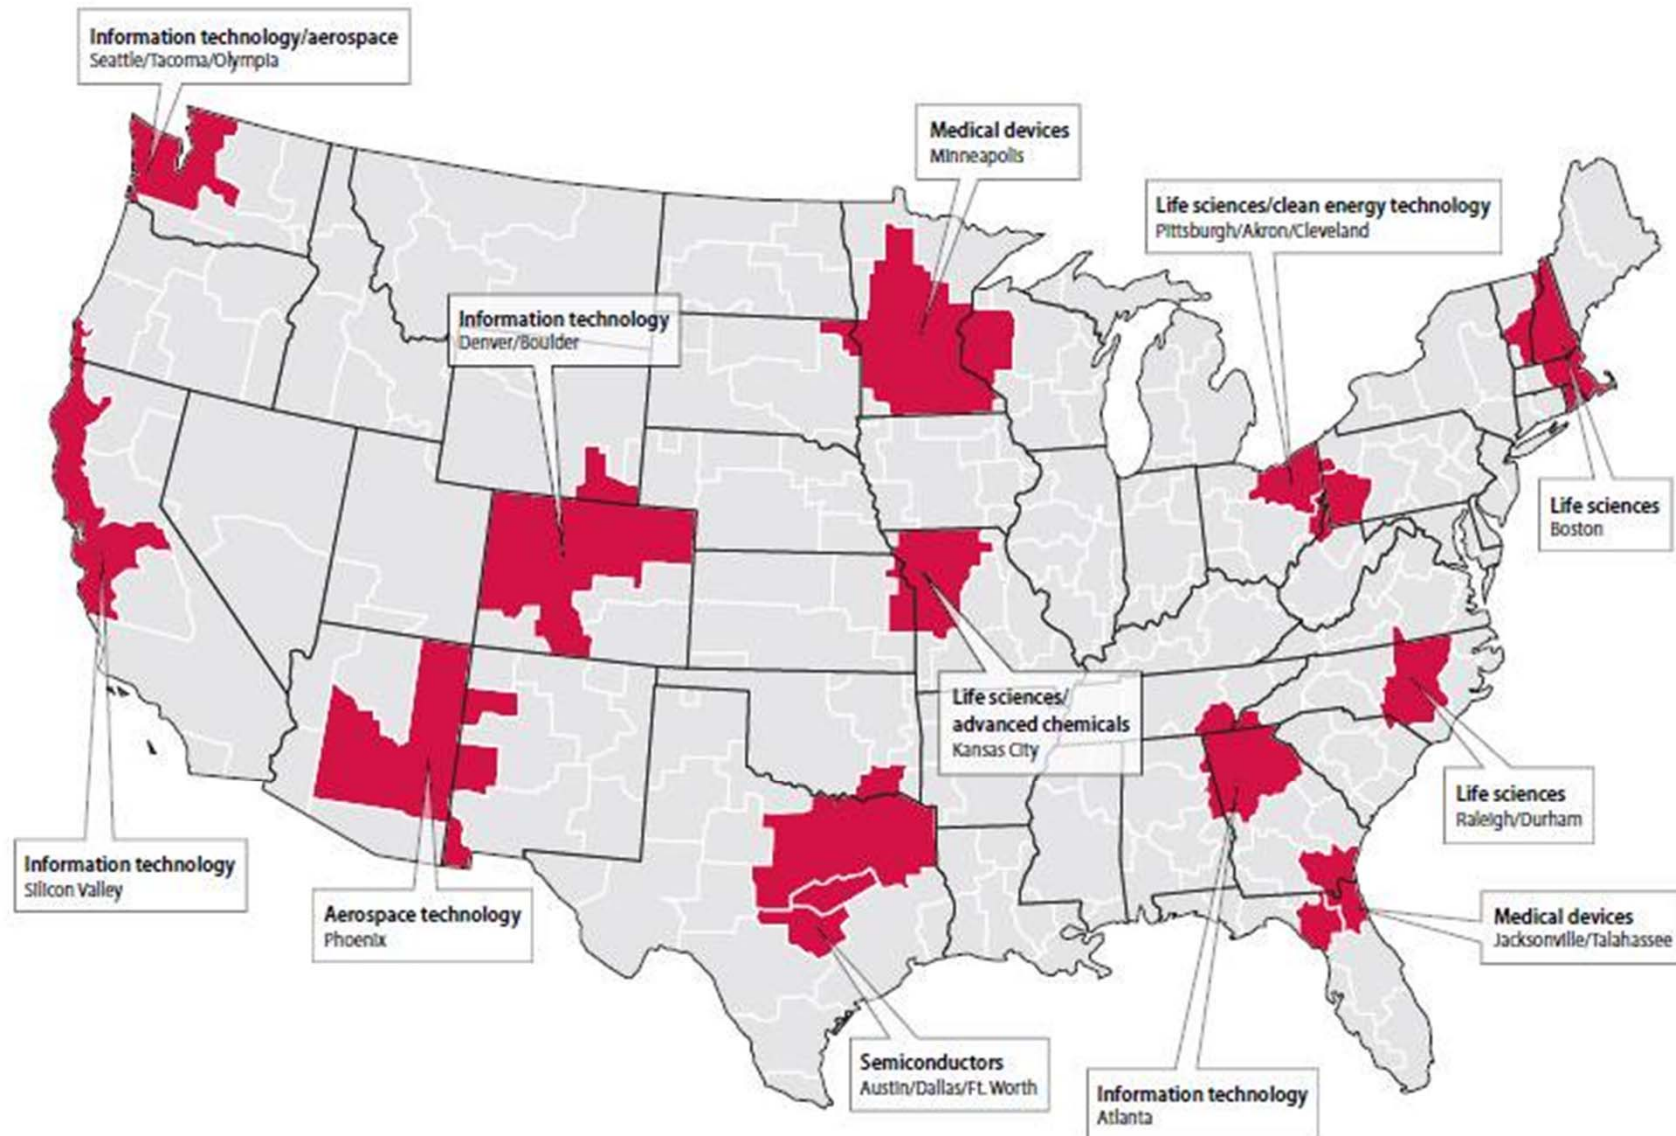 Information technology/aerospace
Seattle/Tacoma/Olympia
Medical devices
Minneapolis
Life sciences/clean energy technology
Pittsburgh/Akron/Cleveland
Information technology
Denver/Boulder
Life sciences
Boston
Life sciences/
advanced chemicals
Kansas City
Life sciences
Raleigh/Durham
Information technology
Silicon Valley
Aerospace technology
Phoenix
Medical devices
Jacksonville/Talahassee
Semiconductors
Austin/Dallas/Ft. Worth
Information technology
Atlanta